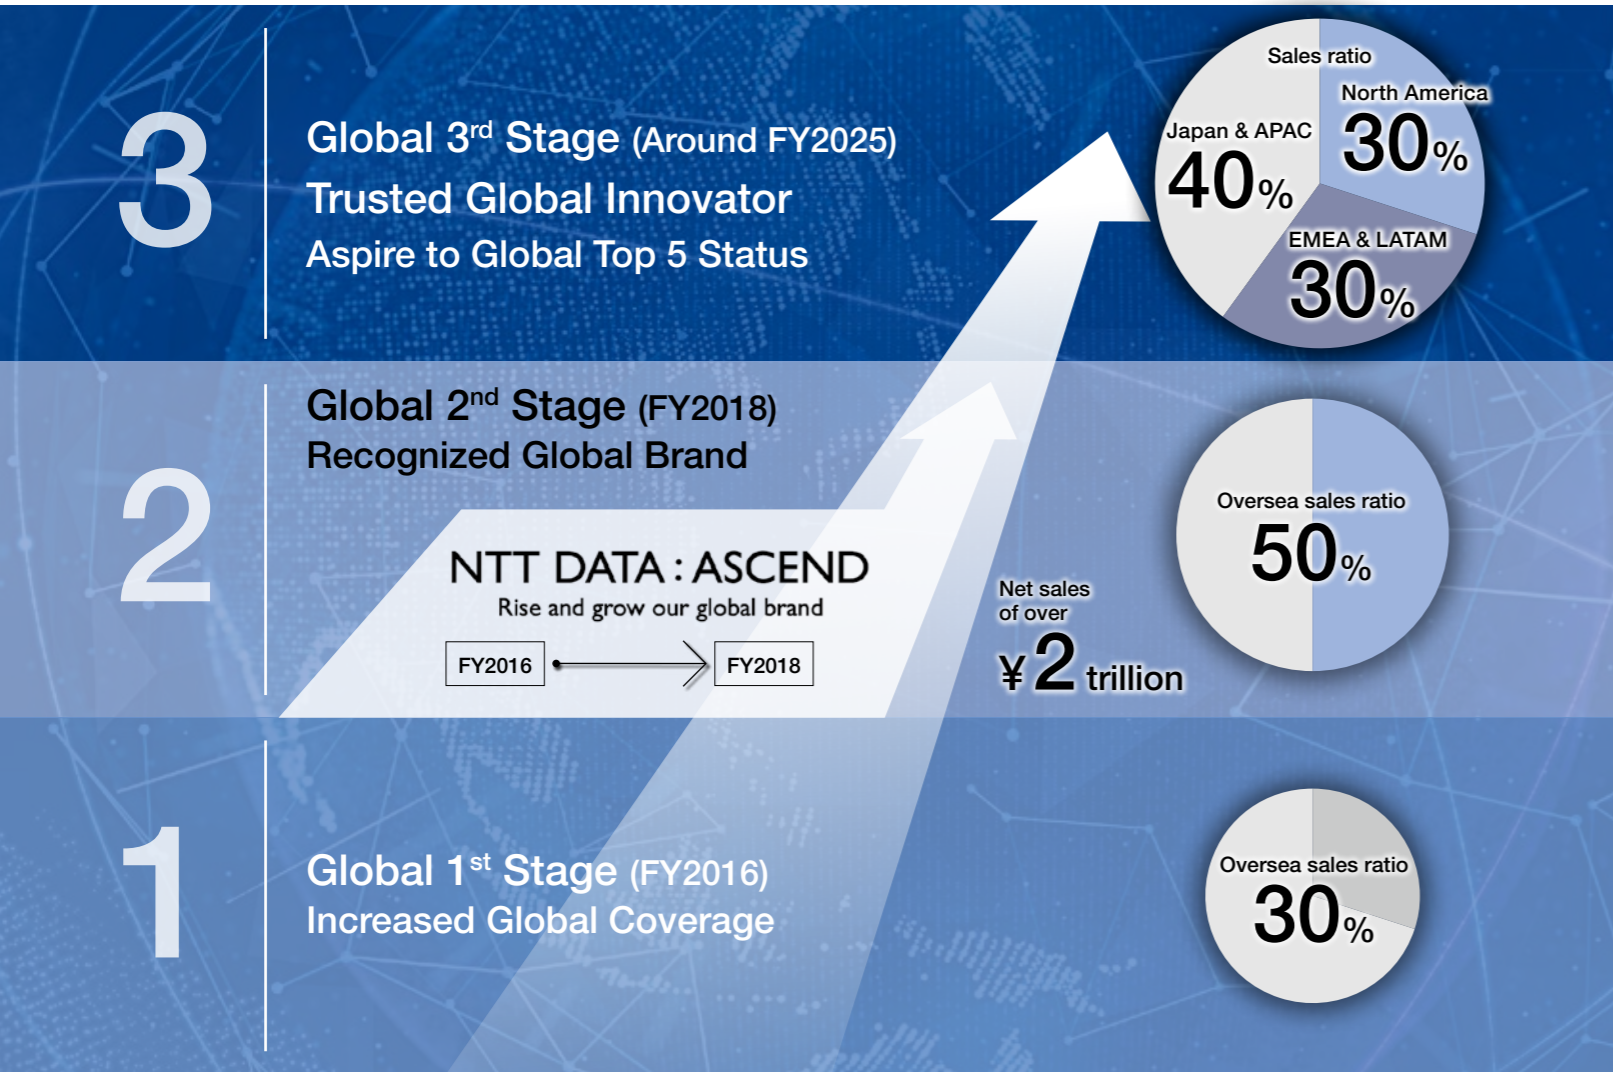 3
Global 3rd Stage (Around FY2025)
Trusted Global Innovator
Aspire to Global Top 5 Status
Sales ratio
North America
30%
Japan & APAC
40%
EMEA & LATAM
30%
2
Global 2nd Stage (FY2018)
Recognized Global Brand
NTT DATA : ASCEND
Rise and grow our global brand
FY2016
FY2018
Net sales
of over
¥2 trillion
Oversea sales ratio
50%
1
Global 1st Stage (FY2016)
Increased Global Coverage
Oversea sales ratio
30%